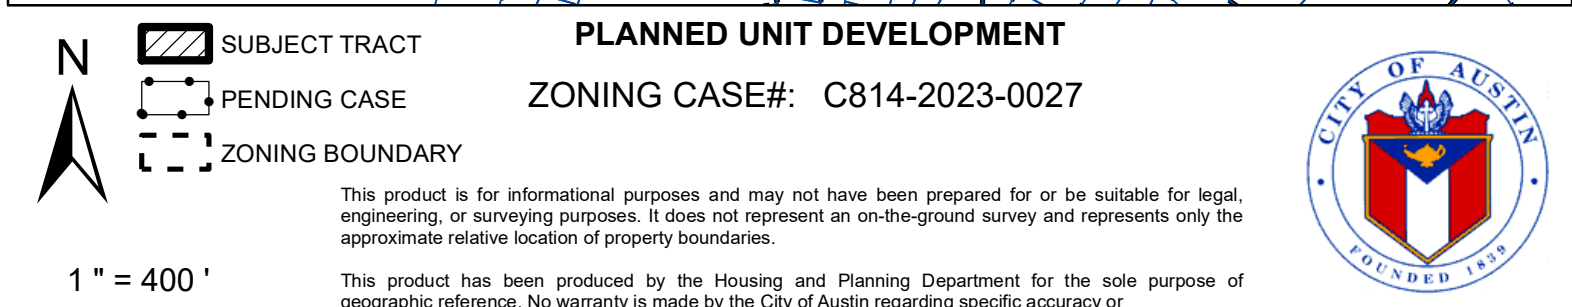 PLANNED UNIT DEVELOPMENT
N
SUBJECT TRACT
PENDING CASE
ZONING CASE#: C814-2023-0027
ZONING BOUNDARY
CITY OF AUSTIN
FOUNDED 1839
This product is for informational purposes and may not have been prepared for or be suitable for legal,
engineering, or surveying purposes. It does not represent an on-the-ground survey and represents only the
approximate relative location of property boundaries.
1 " = 400 '
This product has been produced by the Housing and Planning Department for the sole purpose of
geographic reference. No warranty is made by the City of Austin regarding specific accuracy or